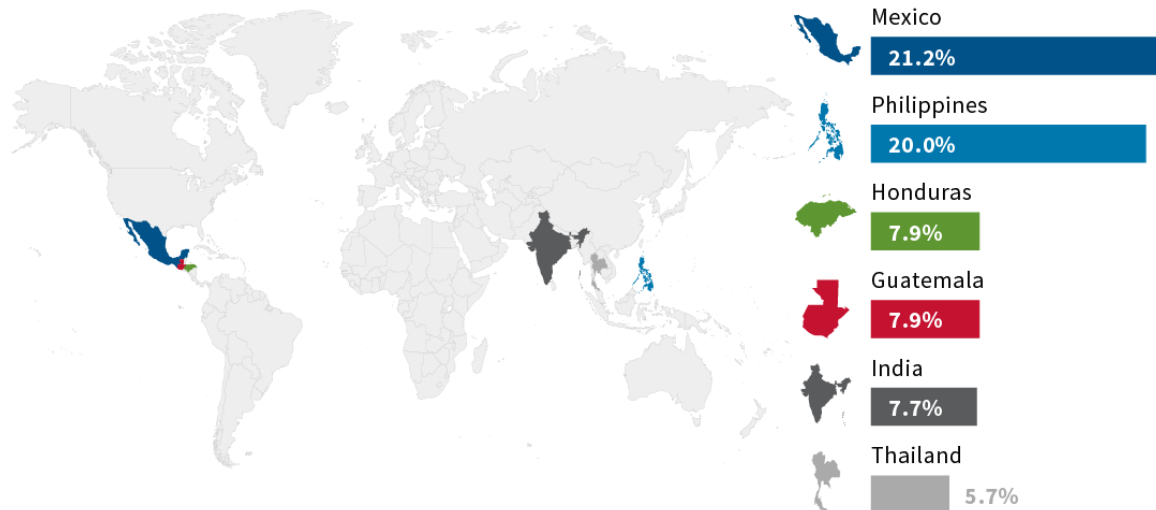 Mexico
21.2%
Philippines
20.0%
Honduras
7.9%
Guatemala
7.9%
India
7.7%
Thailand
5.7%